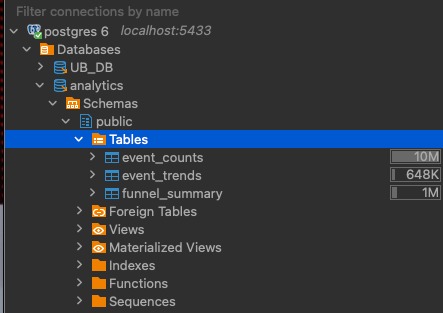 Filter connections by name
postgres 6 localhost:5433
Databases
UB_DB
analytics
Schemas
public
Tables
event_counts 10M
event_trends 648K
funnel_summary 1M
Foreign Tables
Views
Materialized Views
Indexes
Functions
Sequences